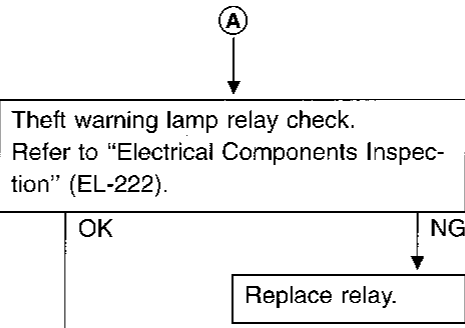 A
Theft warning lamp relay check.
Refer to “Electrical Components Inspec-
tion” (EL-222).
OK
NG
Replace relay.